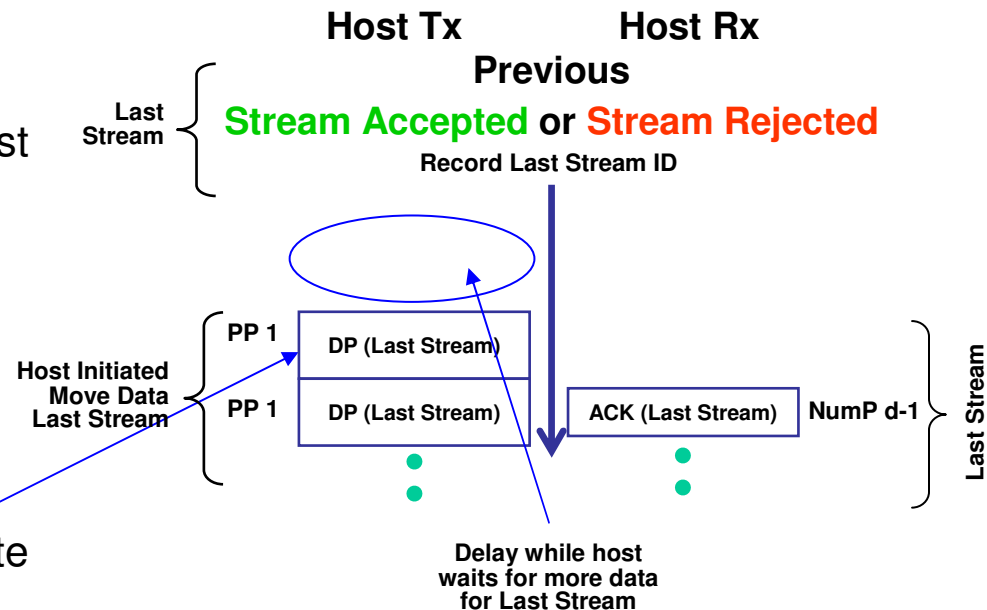 Host Tx Host Rx
Previous
Last
Stream
Stream Accepted or Stream Rejected
st
Record Last Stream ID
PP 1
DP (Last Stream)
Host Initiated
Move Data
Last Stream
PP 1
DP (Last Stream)
ACK (Last Stream)
NumP d-1
Last Stream
te
Delay while host
waits for more data
for Last Stream